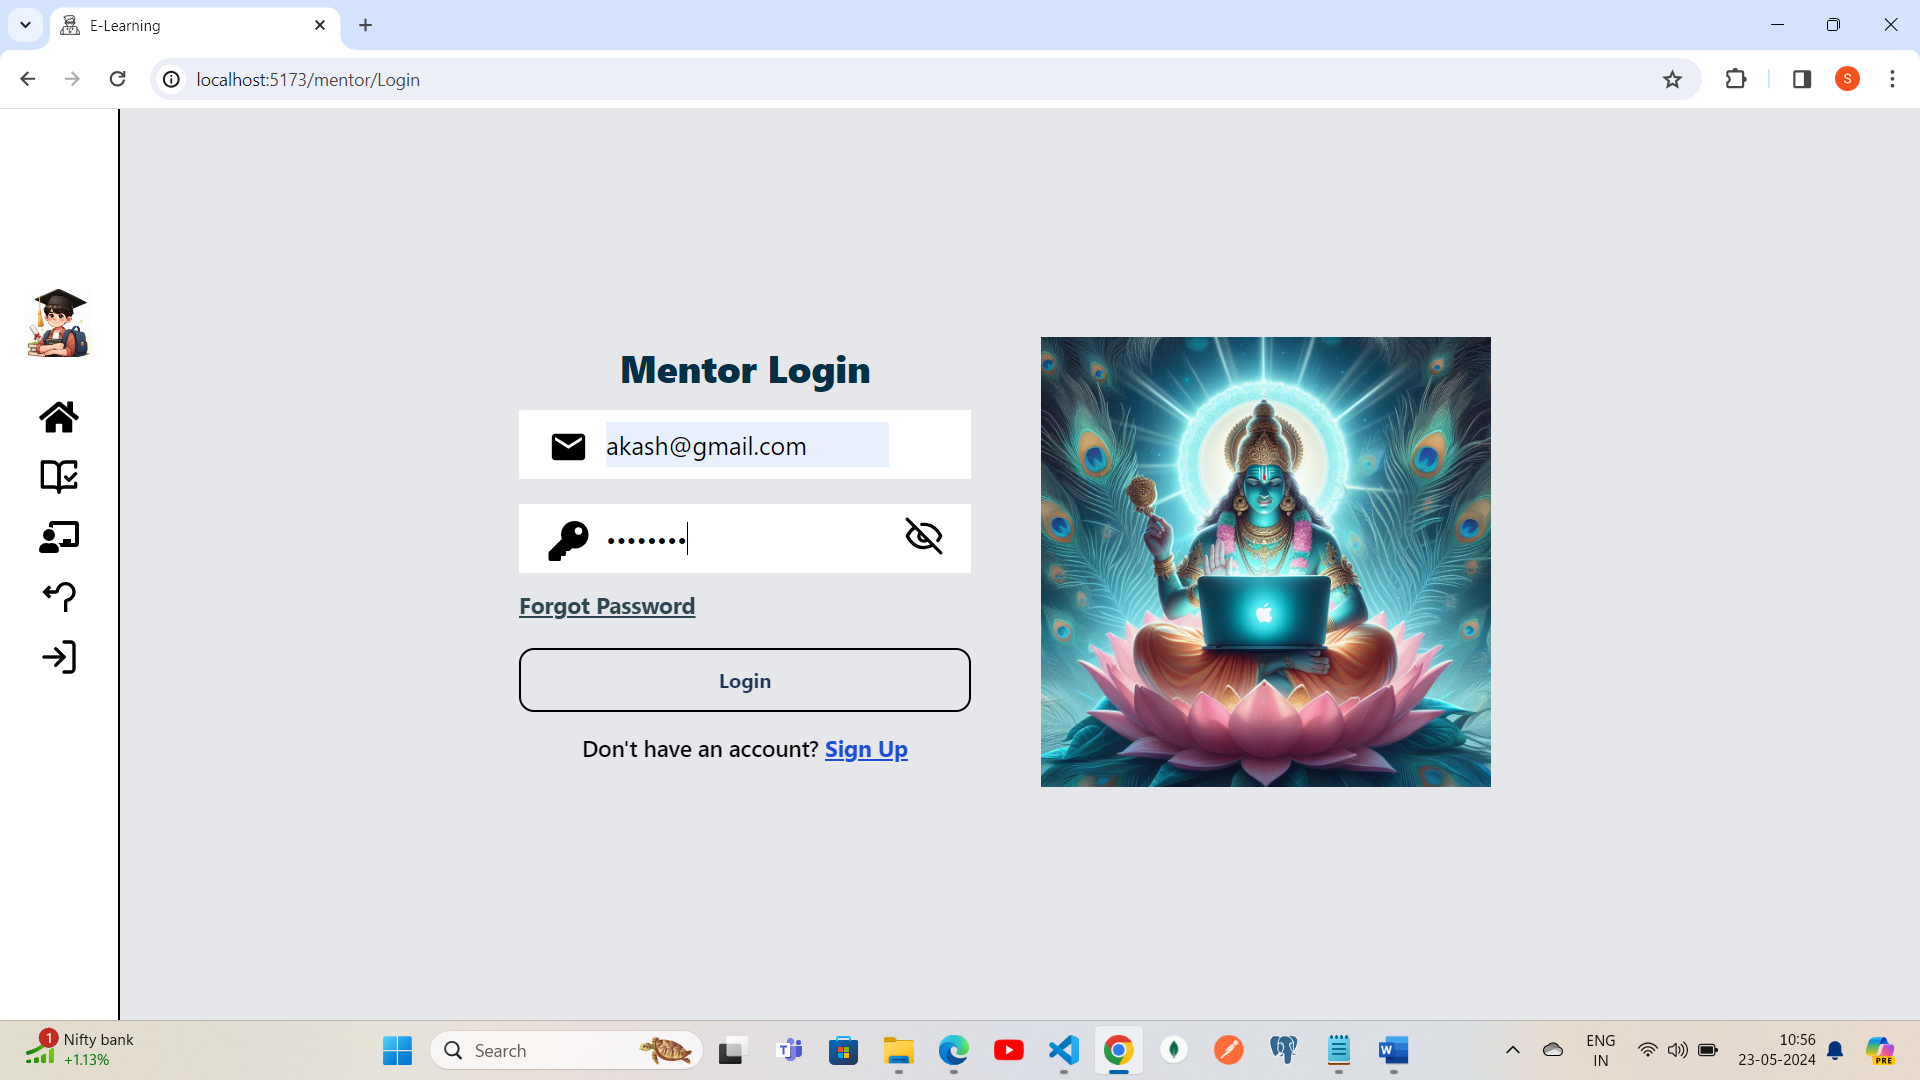 E-Learning
localhost:5173/mentor/Login
S
Mentor Login
akash@gmail.com
••••••••
Forgot Password
Login
Don't have an account? Sign Up
1
Nifty bank
+1.13%
Search
ENG
IN
10:56
23-05-2024
PRE